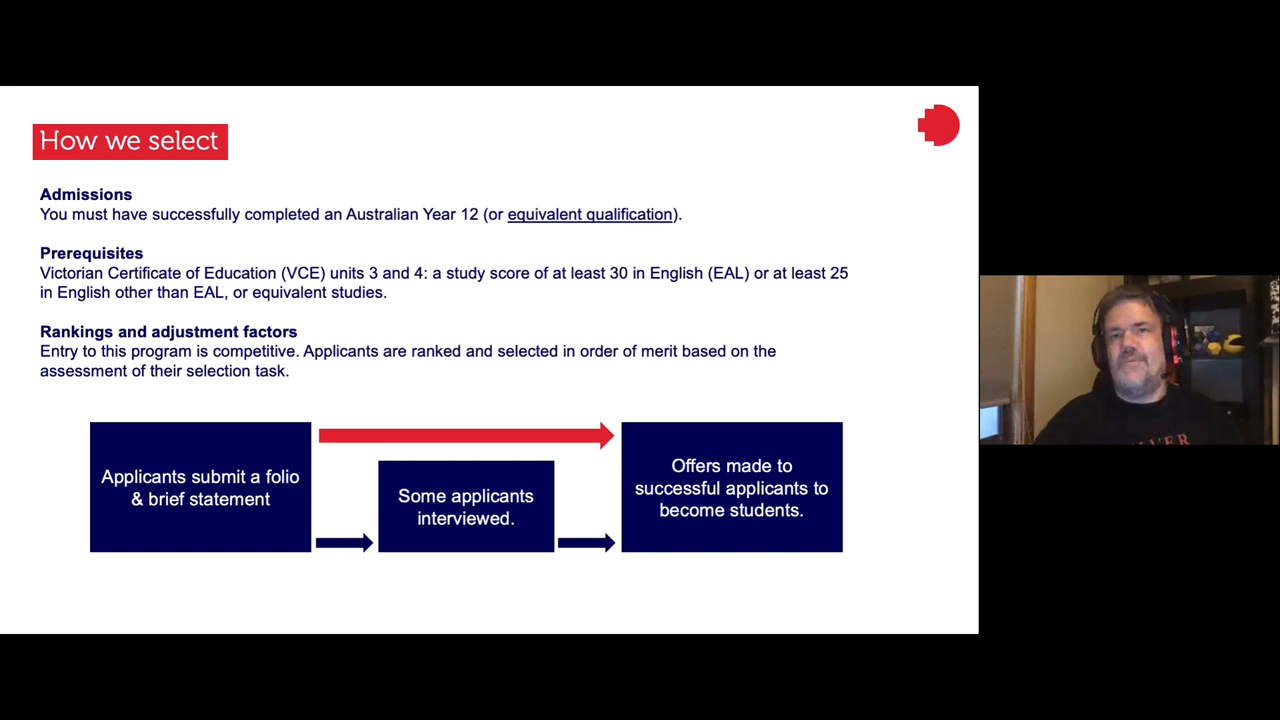 How we select
Admissions
You must have successfully completed an Australian Year 12 (or equivalent qualification).
Prerequisites
Victorian Certificate of Education (VCE) units 3 and 4: a study score of at least 30 in English (EAL) or at least 25
in English other than EAL, or equivalent studies.
Rankings and adjustment factors
Entry to this program is competitive. Applicants are ranked and selected in order of merit based on the
assessment of their selection task.
Applicants submit a folio
& brief statement
Some applicants
interviewed.
Offers made to
successful applicants to
become students.